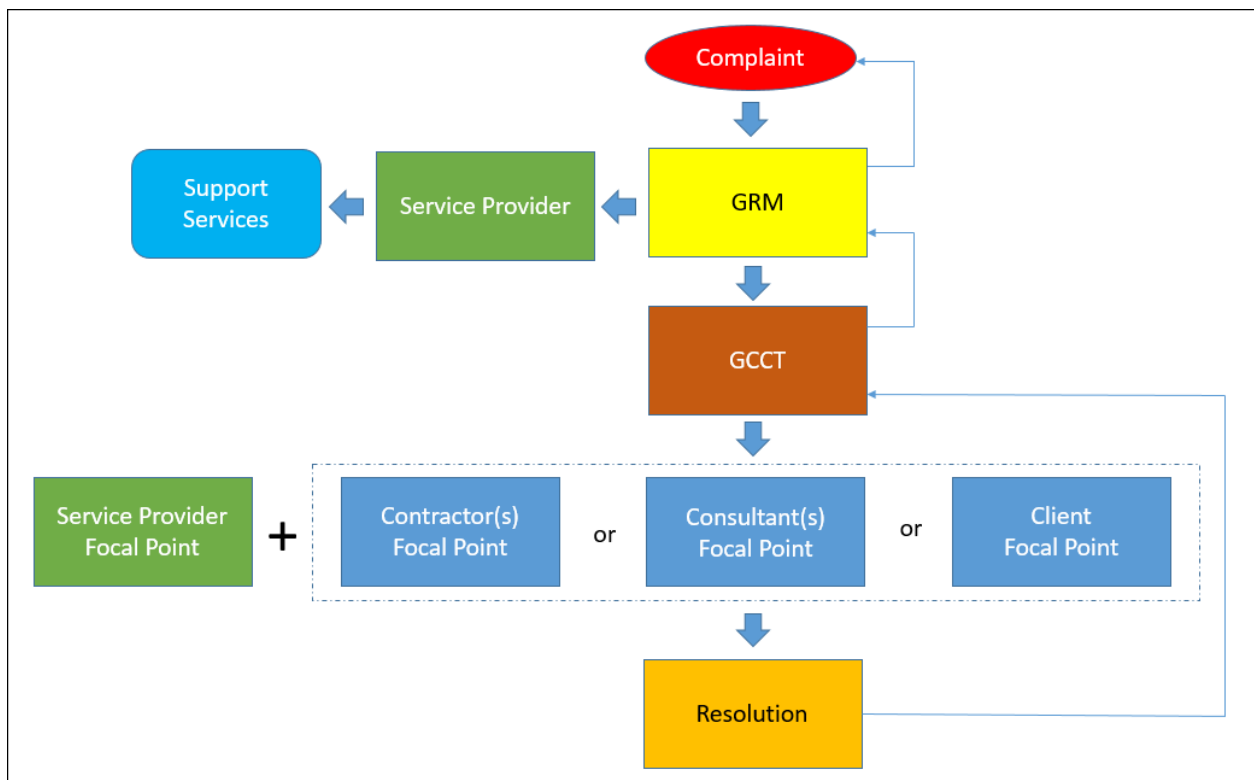 Complaint
Support
Services
Service Provider
GRM
GCCT
Service Provider
Focal Point
+
Contractor(s)
Focal Point
or
Consultant(s)
Focal Point
or
Client
Focal Point
Resolution